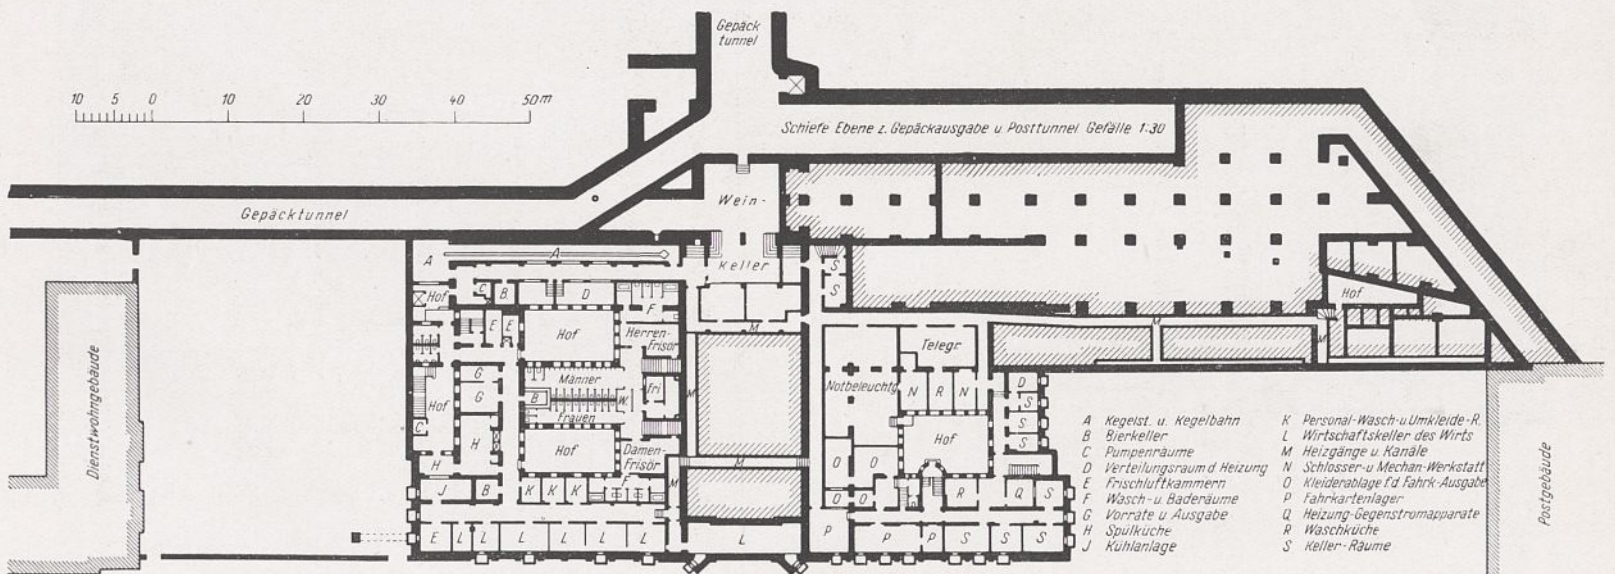 Gepäck
tunnel
10 5 0 10 20 30 40 50 m
Schiefe Ebene z. Gepäckausgabe u. Posttunnel Gefälle 1:30
Gepäcktunnel
Wein-
Keller
A A
S
S
Hof C B D F
Hof
E E
Hof
Herren-
Frisör
M
M
M
Telegr.
Dienstwohngebäude
G
G
Männer
B
W.
Frauen
Fri
M
Notbeleuchtg
N R N
D
S
S
S
Hof
C
H
H
Hof
Damen-
Frisör
F
M
M
O O
Hof
J B K K K
O O
R Q S
E L L L L L L
L
P P P S S S
Postgebäude
A Kegelst. u. Kegelbahn
B Bierkeller
C Pumpenräume
D Verteilungsraum d Heizung
E Frischluftkammern
F Wasch- u. Baderäume
G Vorräte u Ausgabe
H Spülküche
J Kühlanlage
K Personal-Wasch-u Umkleide-R.
L Wirtschaftskeller des Wirts
M Heizgänge u. Kanäle
N Schlosser-u Mechan-Werkstatt
O Kleiderablage f.d Fahrk-Ausgabe
P Fahrkartenlager
Q Heizung-Gegenstromapparate
R Waschküche
S Keller-Räume